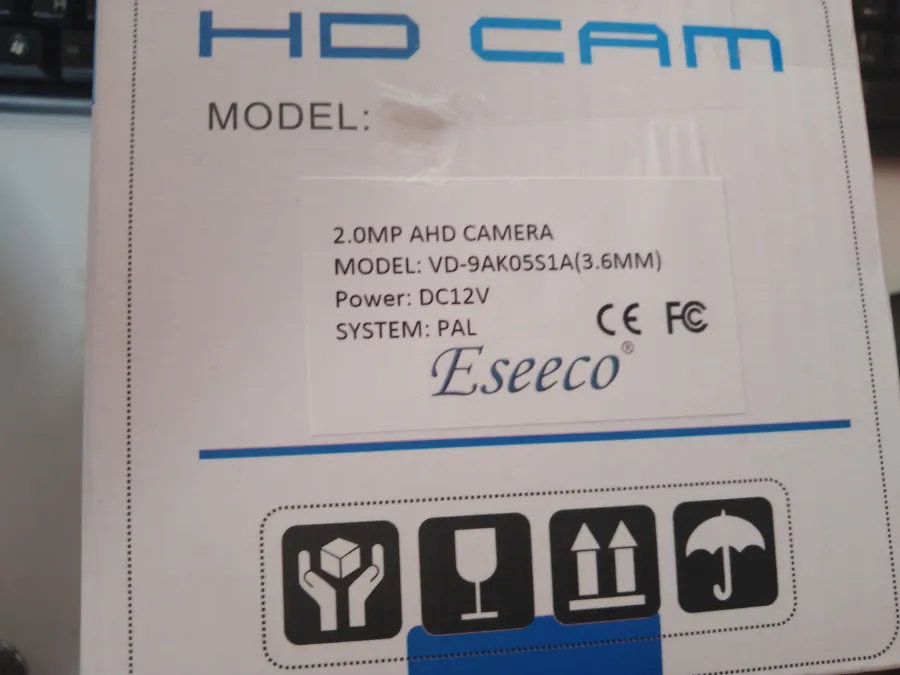 HD CAM
MODEL:
2.0MP AHD CAMERA
MODEL: VD-9AK05S1A(3.6MM)
Power: DC12V
SYSTEM: PAL
CE FC
Eseeco®